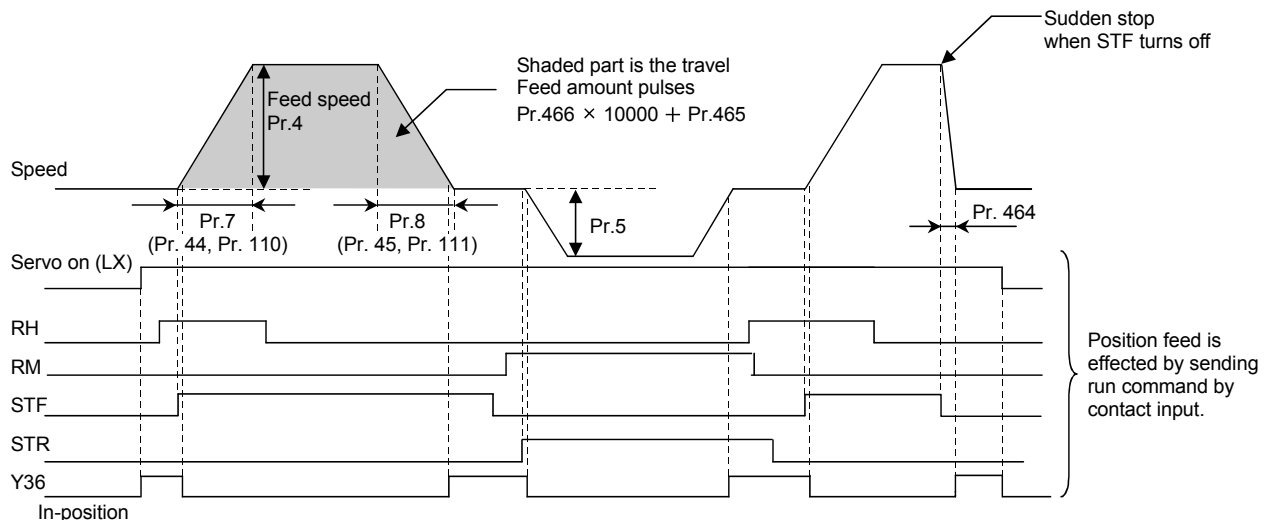 Sudden stop
when STF turns off
Shaded part is the travel
Feed amount pulses
Pr.466 × 10000 + Pr.465
Feed speed
Pr.4
Speed
Pr.7
(Pr. 44, Pr. 110)
Pr.8
(Pr. 45, Pr. 111)
Pr.5
Pr. 464
Servo on (LX)
RH
RM
STF
STR
Y36
In-position
Position feed is
effected by sending
run command by
contact input.